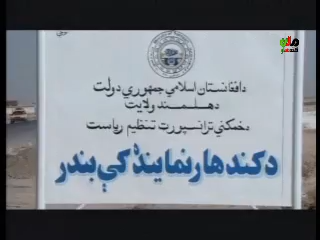 دافغانستان اسلامي جمهوري دولت
دهلمند ولايت
دځمکني ترانسپورت تنظيم رياست
دکندهار نمايندګي بندر